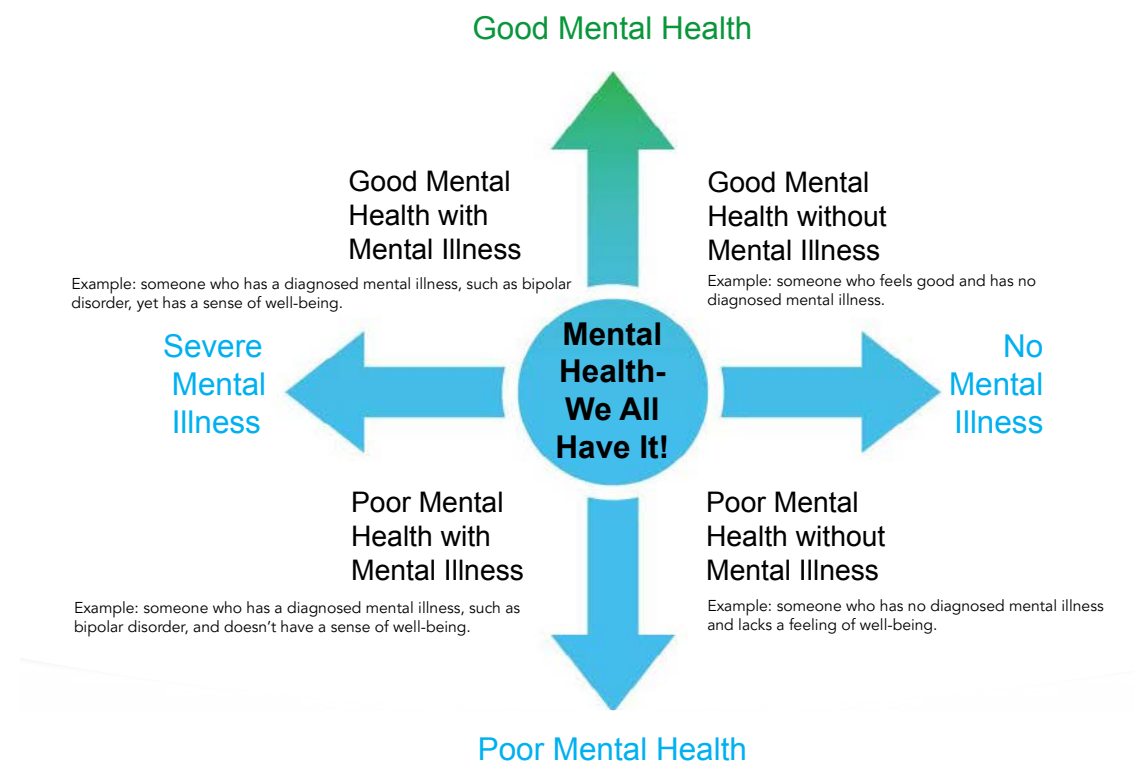 Good Mental Health
Good Mental
Health with
Mental Illness
Example: someone who has a diagnosed mental illness, such as bipolar
disorder, yet has a sense of well-being.
Good Mental
Health without
Mental Illness
Example: someone who feels good and has no
diagnosed mental illness.
Severe
Mental
Illness
Mental
Health-
We All
Have It!
No
Mental
Illness
Poor Mental
Health with
Mental Illness
Example: someone who has a diagnosed mental illness, such as
bipolar disorder, and doesn’t have a sense of well-being.
Poor Mental
Health without
Mental Illness
Example: someone who has no diagnosed mental illness
and lacks a feeling of well-being.
Poor Mental Health